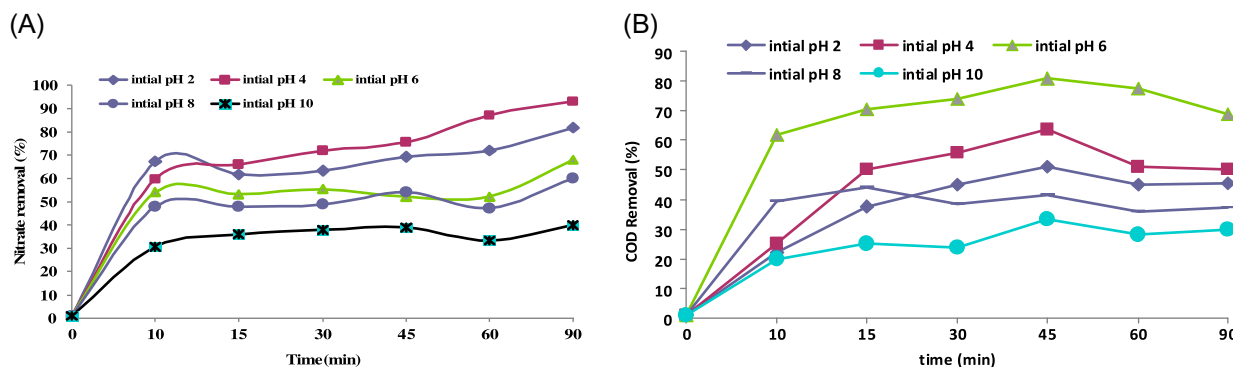 (A)
intial pH 2 intial pH 4 intial pH 6
intial pH 8 intial pH 10
Nitrate removal (%)
100
90
80
70
60
50
40
30
20
10
0
0 10 15 30 45 60 90
Time(min)
(B)
intial pH 2 intial pH 4 intial pH 6
intial pH 8 intial pH 10
COD Removal (%)
90
80
70
60
50
40
30
20
10
0
0 10 15 30 45 60 90
time (min)